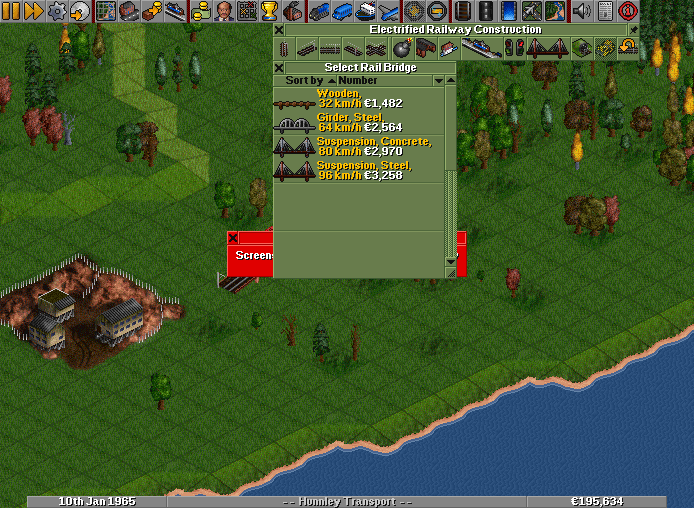 Electrified Railway Construction
Select Rail Bridge
Sort by Number
Wooden,
32 km/h €1,482
Girder, Steel,
64 km/h €2,564
Suspension, Concrete,
80 km/h €2,970
Suspension, Steel,
96 km/h €3,258
Screens
10th Jan 1965
-- Hunnley Transport --
€195,634